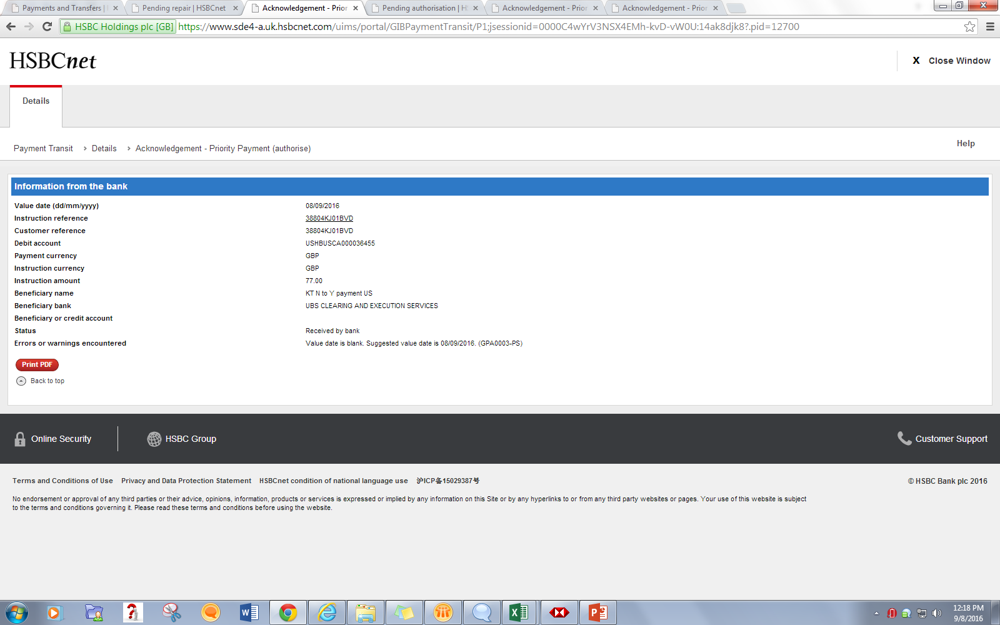 Payments and Transfers |
Pending repair | HSBCnet
Acknowledgement - Prior
Pending authorisation | H
Acknowledgement - Prior
Acknowledgement - Prior
HSBC Holdings plc [GB] https://www.sde4-a.uk.hsbcnet.com/uims/portal/GIBPaymentTransit/P1;jsessionid=0000C4wYrV3NSX4EMh-kvD-vW0U:14ak8djk8?.pid=12700
HSBCnet
X Close Window
Details
Payment Transit › Details › Acknowledgement - Priority Payment (authorise)
Help
Information from the bank
Value date (dd/mm/yyyy) 08/09/2016
Instruction reference 38804KJ01BVD
Customer reference 38804KJ01BVD
Debit account USHBUSCA000036455
Payment currency GBP
Instruction currency GBP
Instruction amount 77.00
Beneficiary name KT N to Y payment US
Beneficiary bank UBS CLEARING AND EXECUTION SERVICES
Beneficiary or credit account
Status Received by bank
Errors or warnings encountered Value date is blank. Suggested value date is 08/09/2016. (GPA0003-PS)
Print PDF
Back to top
Online Security
HSBC Group
Customer Support
Terms and Conditions of Use Privacy and Data Protection Statement HSBCnet condition of national language use 沪ICP备15029387号
© HSBC Bank plc 2016
No endorsement or approval of any third parties or their advice, opinions, information, products or services is expressed or implied by any information on this Site or by any hyperlinks to or from any third party websites or pages. Your use of this website is subject
to the terms and conditions governing it. Please read these terms and conditions before using the website.
12:18 PM
9/8/2016